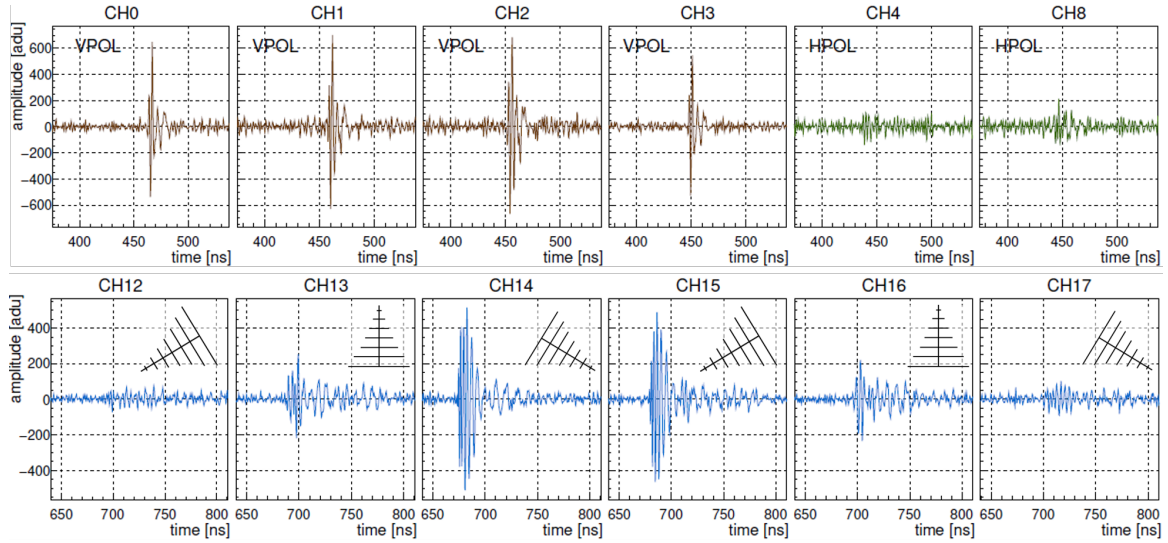 CH0 CH1 CH2 CH3 CH4 CH8
amplitude [adu]
VPOL VPOL VPOL VPOL HPOL HPOL
600
400
200
0
−200
−400
−600
400 450 500 400 450 500 400 450 500 400 450 500 400 450 500 400 450 500
time [ns] time [ns] time [ns] time [ns] time [ns] time [ns]
CH12 CH13 CH14 CH15 CH16 CH17
amplitude [adu]
400
200
0
−200
−400
650 700 750 800 650 700 750 800 650 700 750 800 650 700 750 800 650 700 750 800 650 700 750 800
time [ns] time [ns] time [ns] time [ns] time [ns] time [ns]